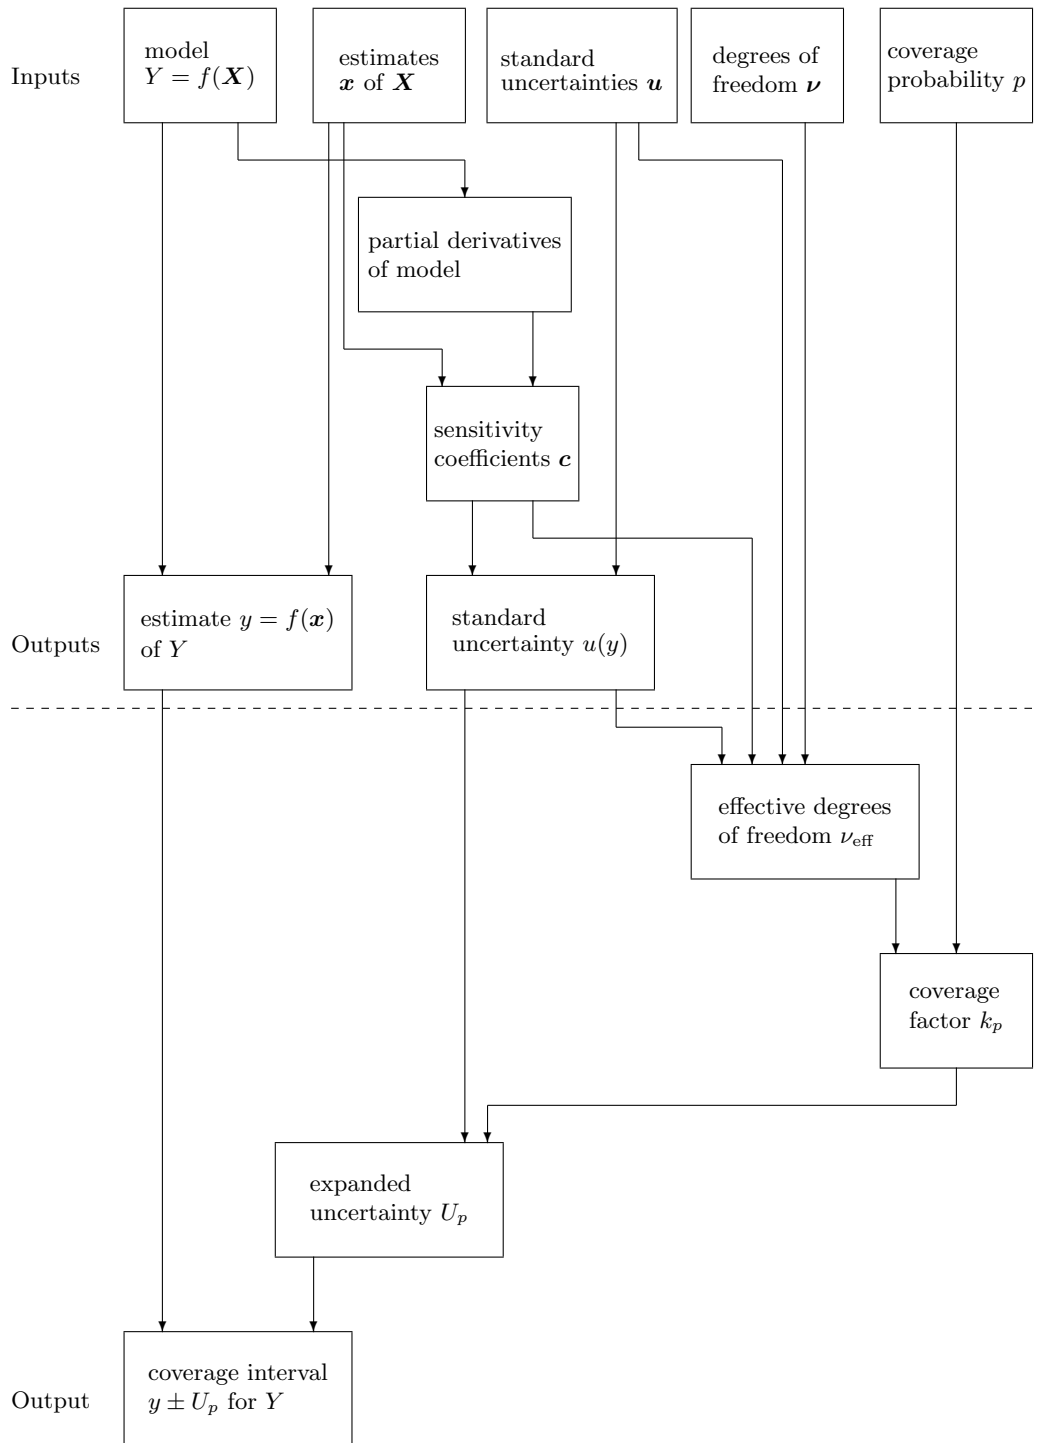 Inputs
model
Y = f(X)
estimates
x of X
standard
uncertainties u
degrees of
freedom ν
coverage
probability p
partial derivatives
of model
sensitivity
coefficients c
Outputs
estimate y = f(x)
of Y
standard
uncertainty u(y)
effective degrees
of freedom ν_eff
coverage
factor k_p
expanded
uncertainty U_p
Output
coverage interval
y ± U_p for Y